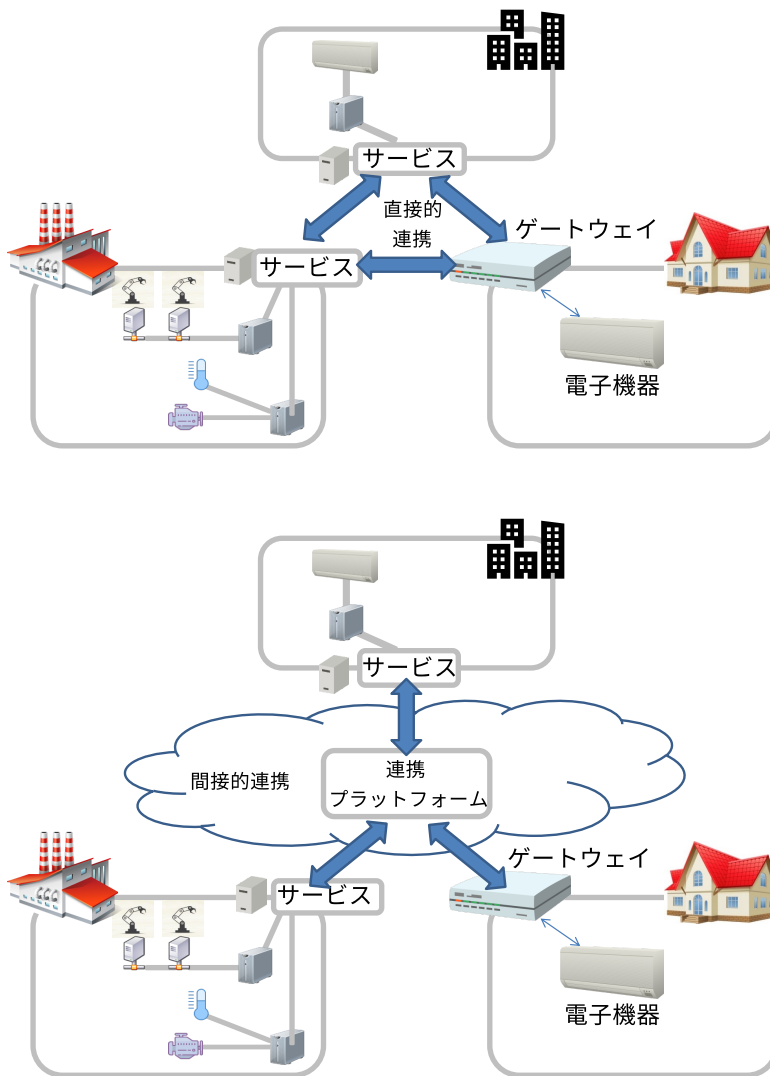 サービス
直接的
連携
ゲートウェイ
サービス
電子機器
サービス
間接的連携
連携
プラットフォーム
ゲートウェイ
サービス
電子機器